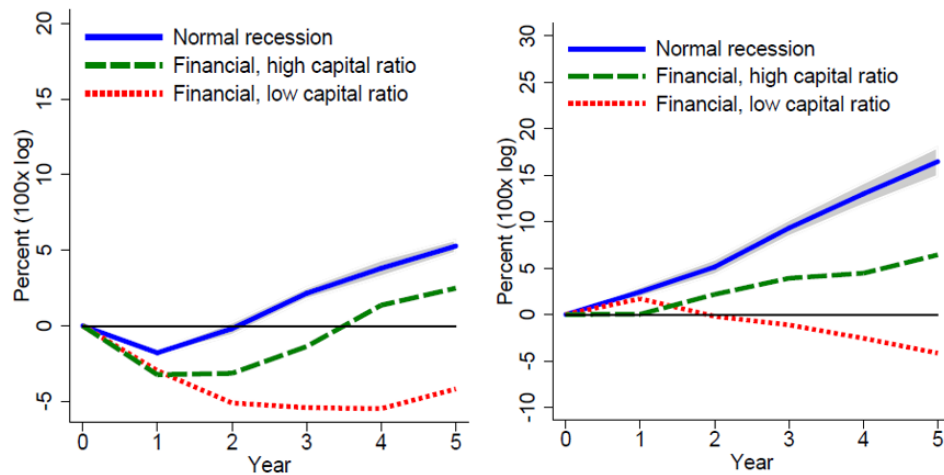 20
15
10
5
0
-5
Percent (100x log)
Normal recession
Financial, high capital ratio
Financial, low capital ratio
0 1 2 3 4 5
Year
30
25
20
15
10
5
0
-5
-10
Percent (100x log)
Normal recession
Financial, high capital ratio
Financial, low capital ratio
0 1 2 3 4 5
Year